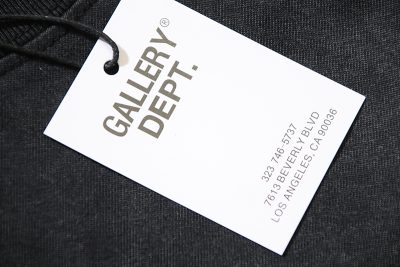 GALLERY®
DEPT.
323 746-5737
7613 BEVERLY BLVD
LOS ANGELES, CA 90036